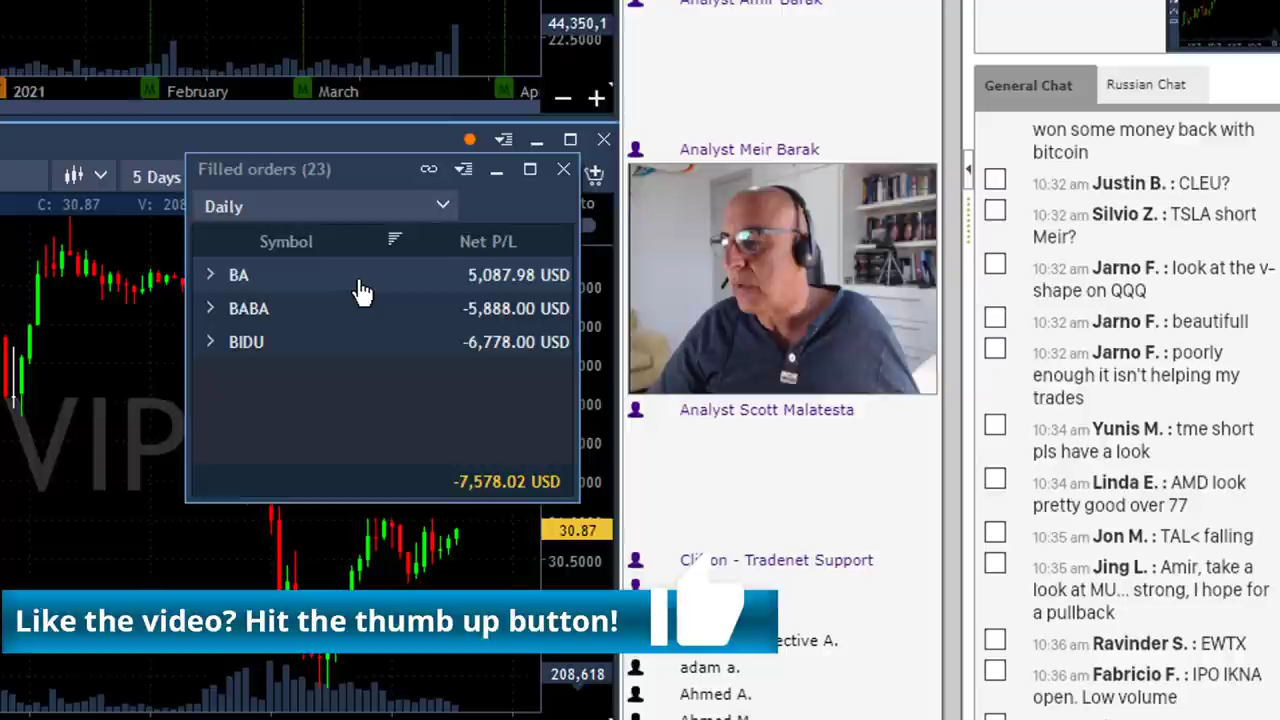 44,350,1
22.5000
2021
M
February
M
March
M
Ap
Filled orders (23)
5 Days
to
C: 30.87 V: 208
Daily
Symbol Net P/L
BA 5,087.98 USD
BABA -5,888.00 USD
BIDU -6,778.00 USD
-7,578.02 USD
VIP
30.87
30.5000
208,618
Like the video? Hit the thumb up button!
Analyst Amir Barak
Analyst Meir Barak
Analyst Scott Malatesta
Clifton - Tradenet Support
ective A.
adam a.
Ahmed A.
Ahmed M.
General Chat
Russian Chat
won some money back with
bitcoin
10:32 am Justin B. : CLEU?
10:32 am Silvio Z. : TSLA short
Meir?
10:32 am Jarno F. : look at the v-
shape on QQQ
10:32 am Jarno F. : beautifull
10:32 am Jarno F. : poorly
enough it isn't helping my
trades
10:34 am Yunis M. : tme short
pls have a look
10:34 am Linda E. : AMD look
pretty good over 77
10:35 am Jon M. : TAL< falling
10:35 am Jing L. : Amir, take a
look at MU... strong, I hope for
a pullback
10:36 am Ravinder S. : EWTX
10:36 am Fabricio F. : IPO IKNA
open. Low volume